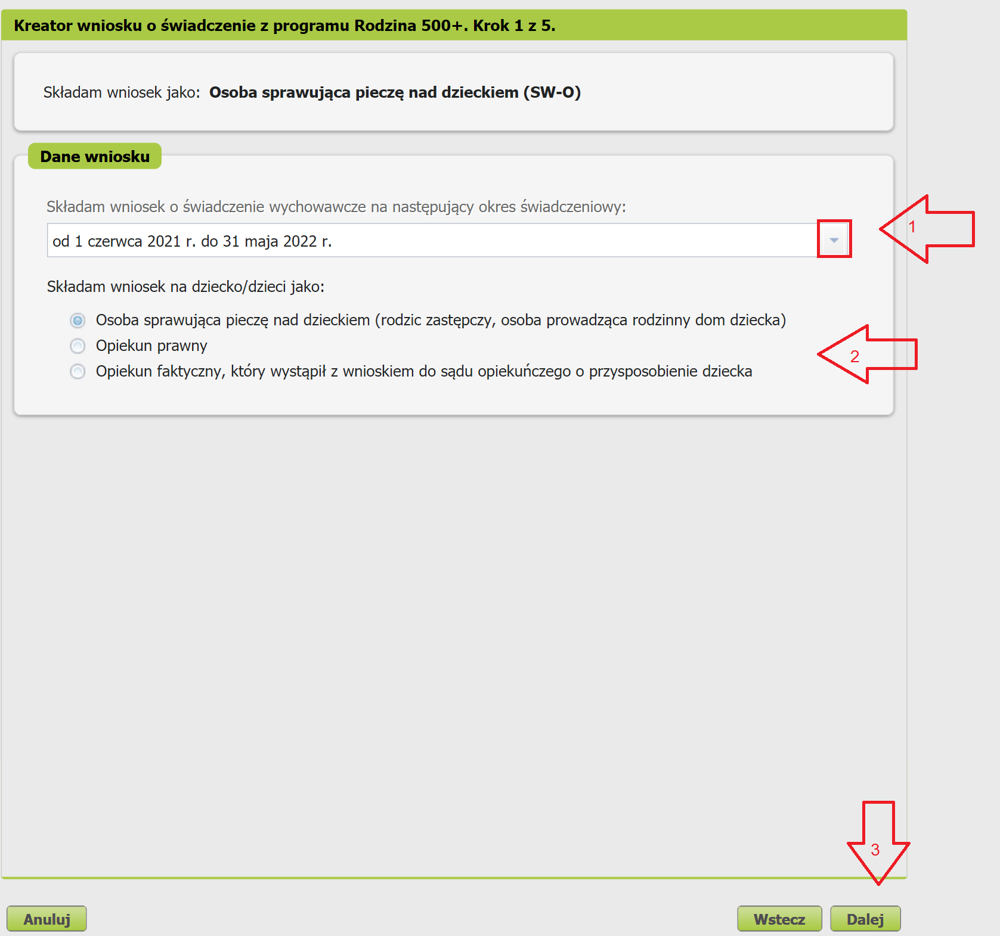 Kreator wniosku o świadczenie z programu Rodzina 500+. Krok 1 z 5.
Składam wniosek jako: Osoba sprawująca pieczę nad dzieckiem (SW-O)
Dane wniosku
Składam wniosek o świadczenie wychowawcze na następujący okres świadczeniowy:
od 1 czerwca 2021 r. do 31 maja 2022 r.
1
Składam wniosek na dziecko/dzieci jako:
Osoba sprawująca pieczę nad dzieckiem (rodzic zastępczy, osoba prowadząca rodzinny dom dziecka)
Opiekun prawny
2
Opiekun faktyczny, który wystąpił z wnioskiem do sądu opiekuńczego o przysposobienie dziecka
3
Anuluj
Wstecz
Dalej